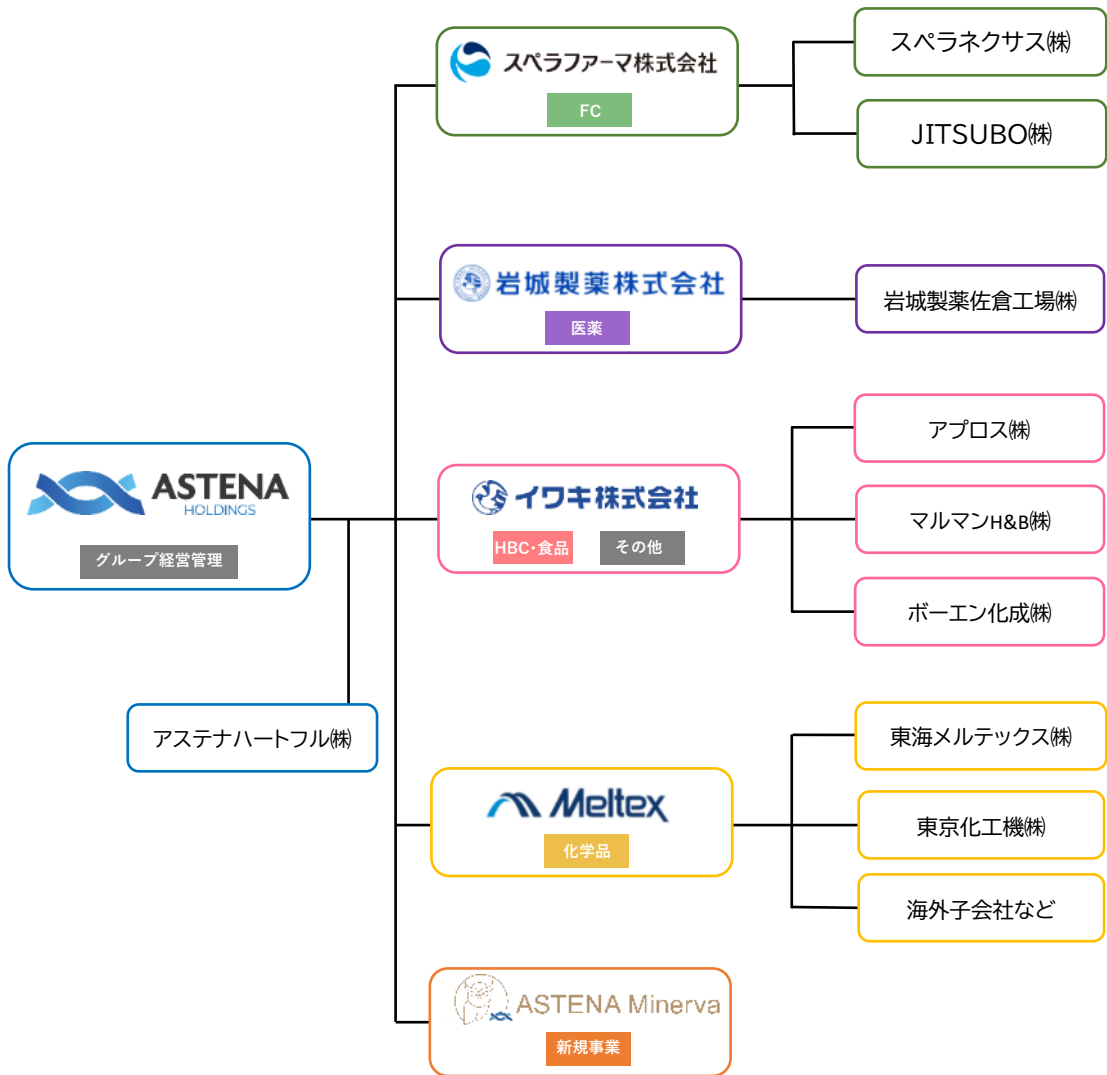 スペラファーマ株式会社
FC
スペラネクサス㈱
JITSUBO㈱
岩城製薬株式会社
医薬
岩城製薬佐倉工場㈱
ASTENA
HOLDINGS
グループ経営管理
アステナハートフル㈱
イワキ株式会社
HBC・食品 その他
アプロス㈱
マルマンH&B㈱
ボーエン化成㈱
Meltex
化学品
東海メルテックス㈱
東京化工機㈱
海外子会社など
ASTENA Minerva
新規事業